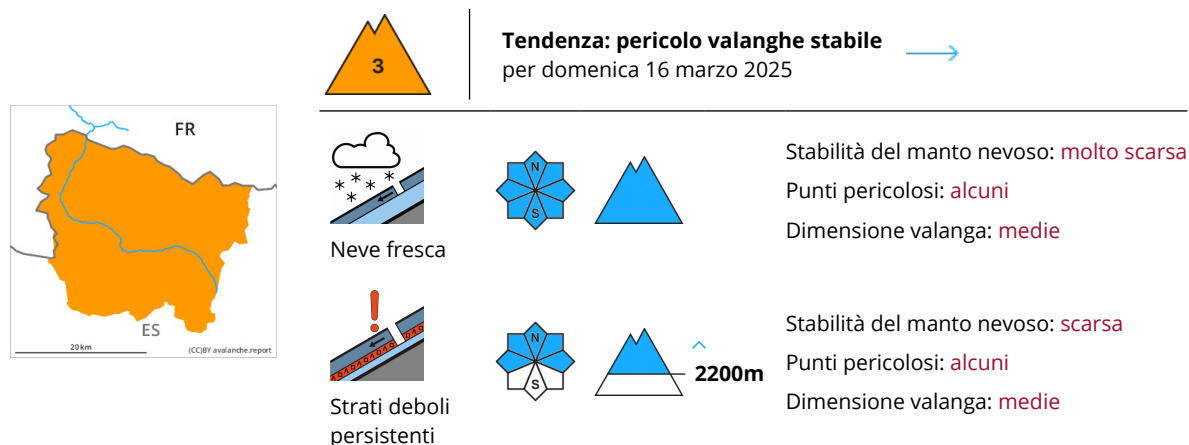 3
Tendenza: pericolo valanghe stabile
per domenica 16 marzo 2025
FR
ES
20 km
(CC)BY avalanche.report
N
S
Neve fresca
Stabilità del manto nevoso: molto scarsa
Punti pericolosi: alcuni
Dimensione valanga: medie
N
S
2200m
Strati deboli
persistenti
Stabilità del manto nevoso: scarsa
Punti pericolosi: alcuni
Dimensione valanga: medie